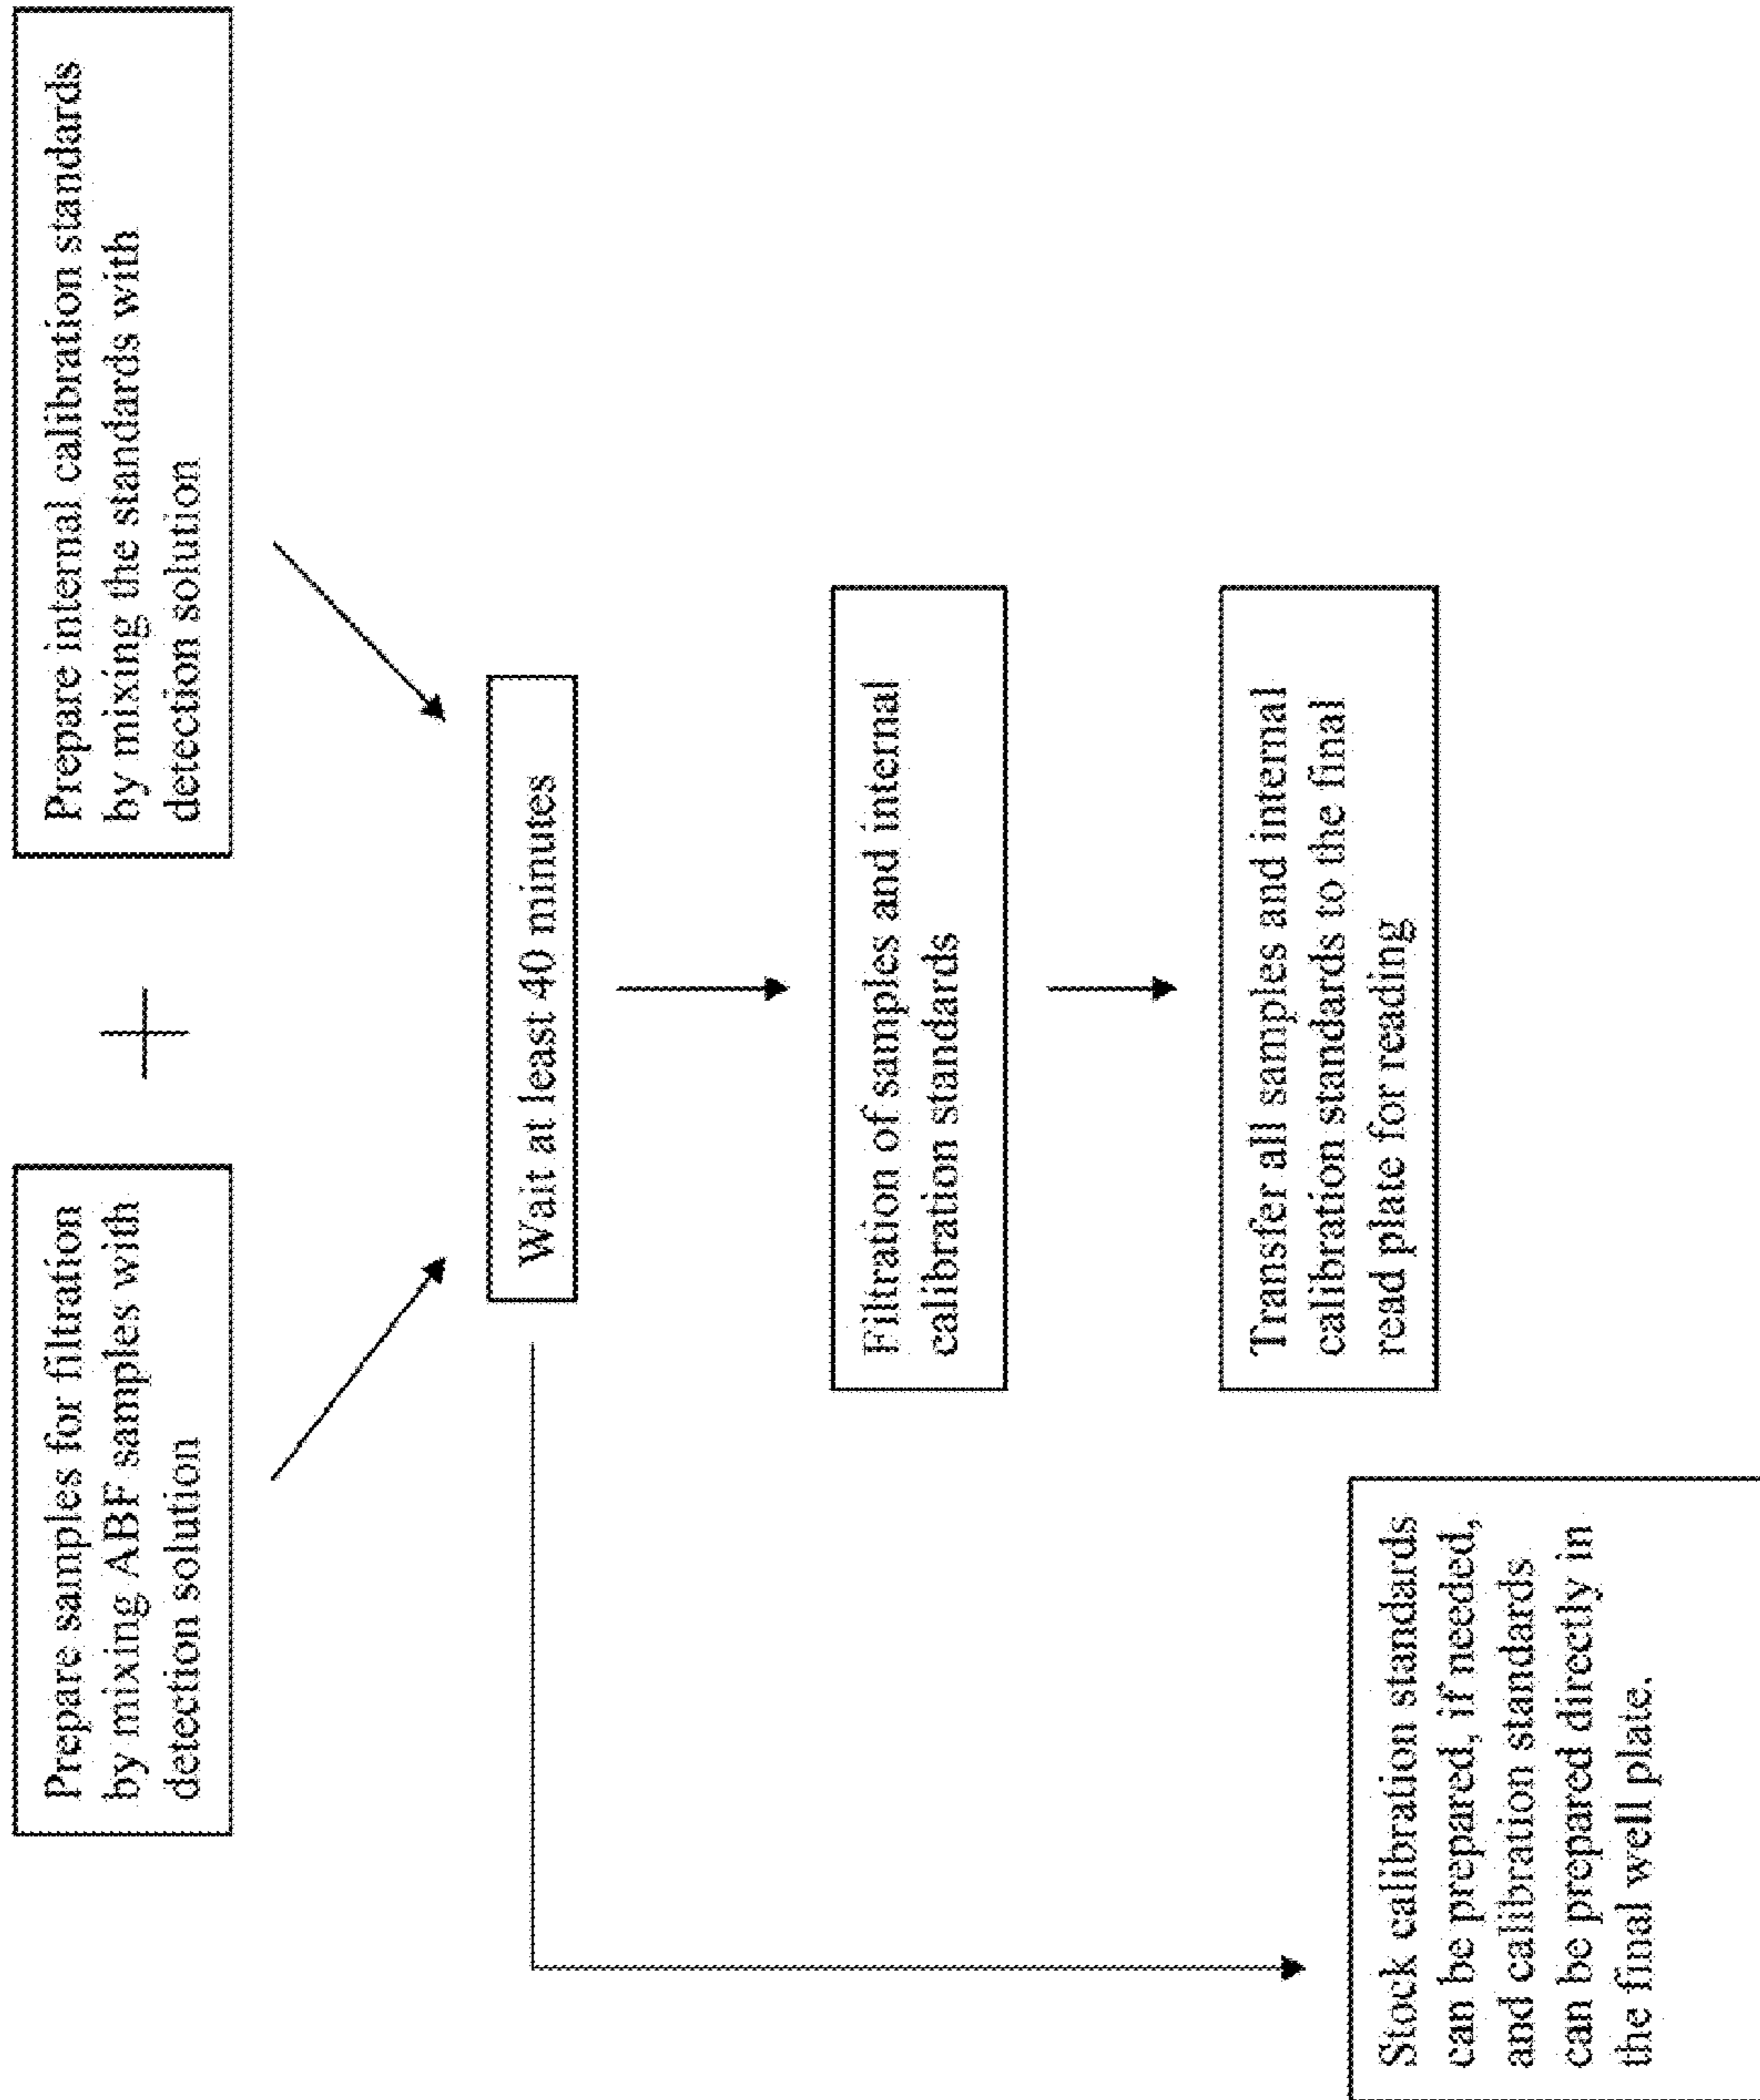 Prepare samples for filtration
by mixing ABF samples with
detection solution
+
Prepare internal calibration standards
by mixing the standards with
detection solution
Wait at least 40 minutes
Filtration of samples and internal
calibration standards
Transfer all samples and internal
calibration standards to the final
read plate for reading
Stock calibration standards
can be prepared, if needed,
and calibration standards
can be prepared directly in
the final well plate.